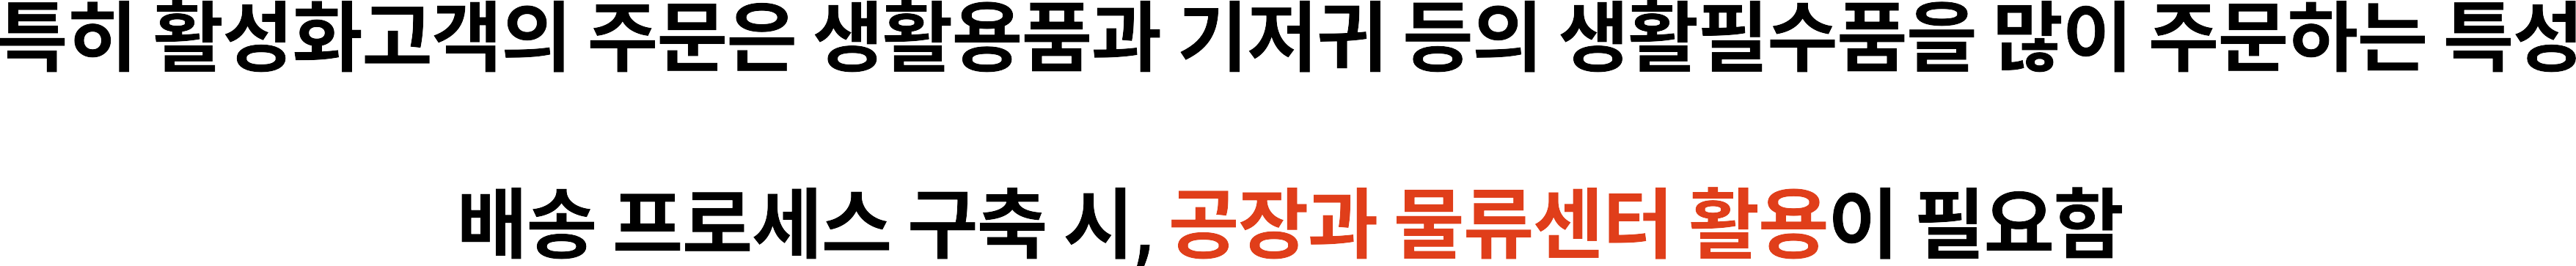 특히 활성화고객의 주문은 생활용품과 기저귀 등의 생활필수품을 많이 주문하는 특성
배송 프로세스 구축 시, 공장과 물류센터 활용이 필요함